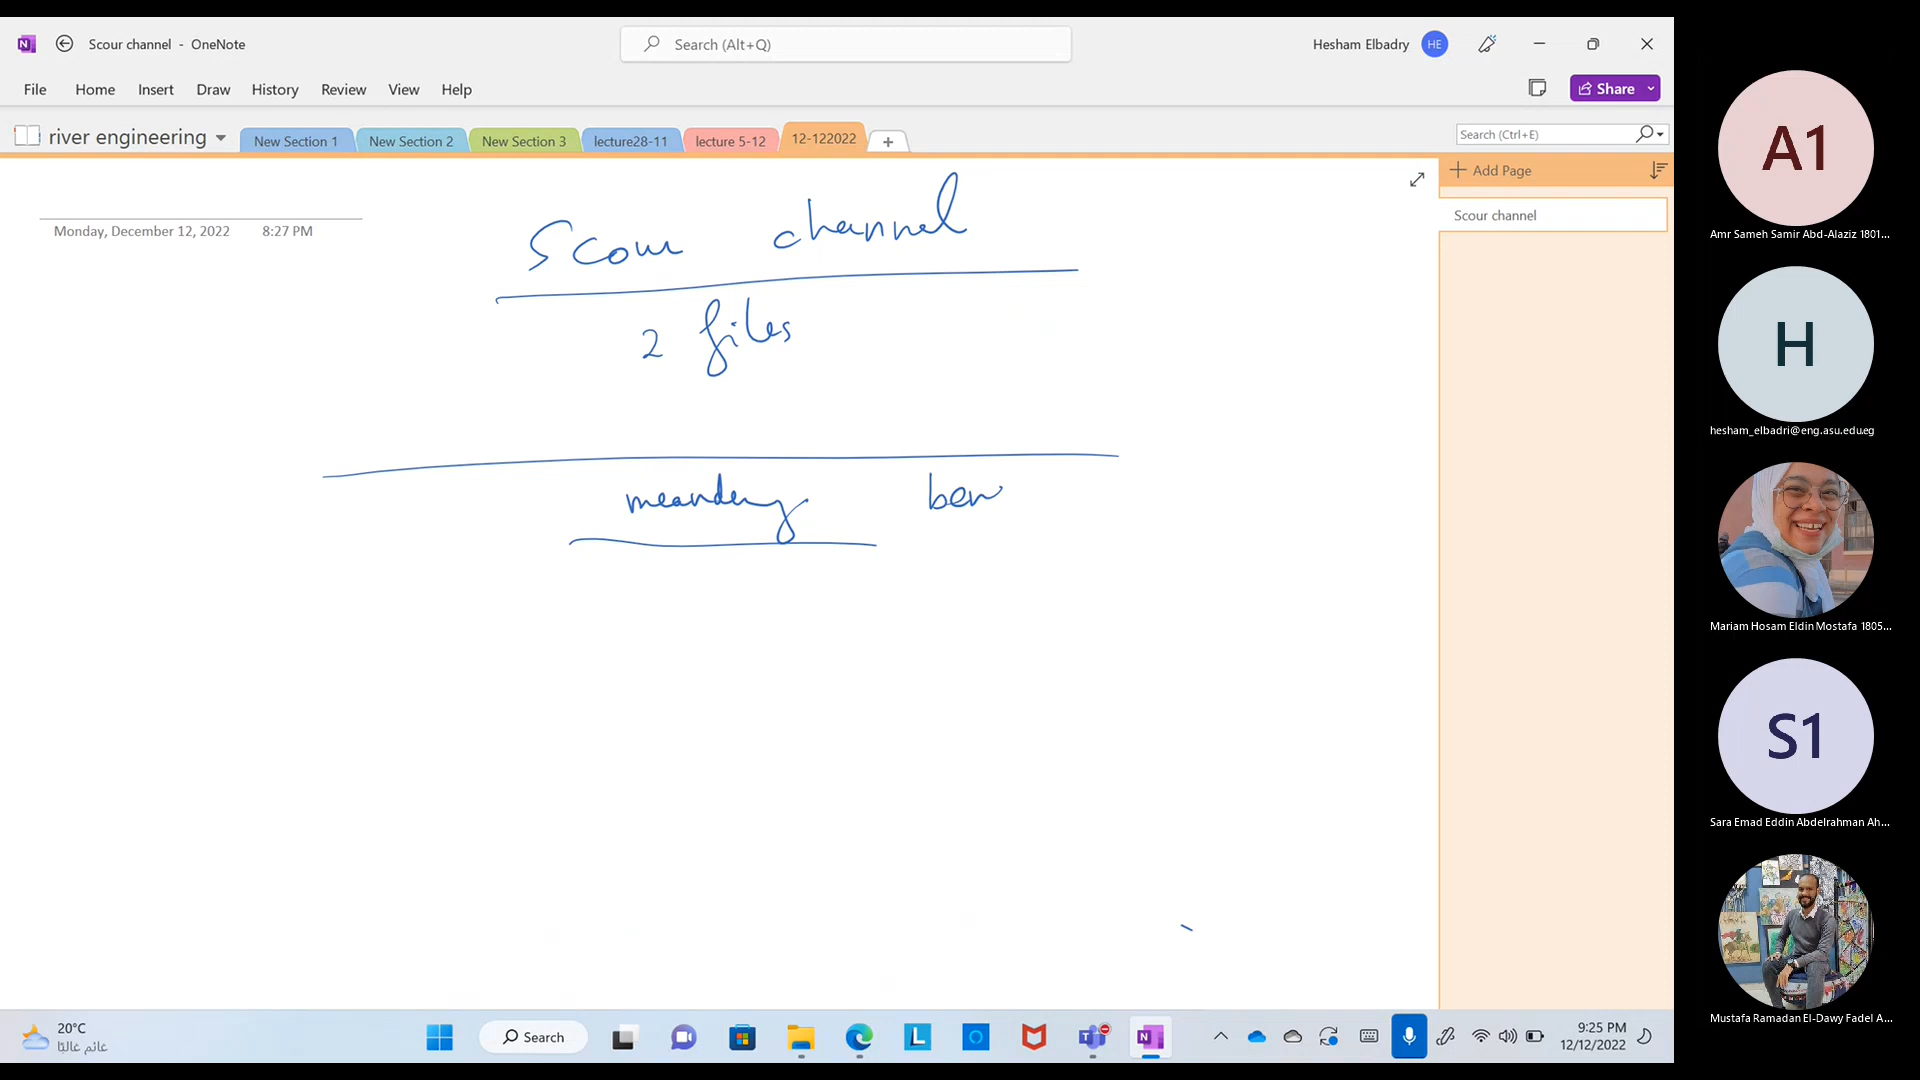 Scour channel - OneNote
Search (Alt+Q)
Hesham Elbadry
HE
File Home Insert Draw History Review View Help
Share
river engineering
New Section 1
New Section 2
New Section 3
lecture28-11
lecture 5-12
12-122022
Search (Ctrl+E)
Add Page
Scour channel
Monday, December 12, 2022 8:27 PM
Scour channel
2 files
meandering ben
A1
Amr Sameh Samir Abd-Alaziz 1801...
H
hesham_elbadri@eng.asu.edu.eg
Mariam Hosam Eldin Mostafa 1805...
S1
Sara Emad Eddin Abdelrahman Ah...
Mustafa Ramadan El-Dawy Fadel A...
20°C
غائم غالبًا
Search
9:25 PM
12/12/2022